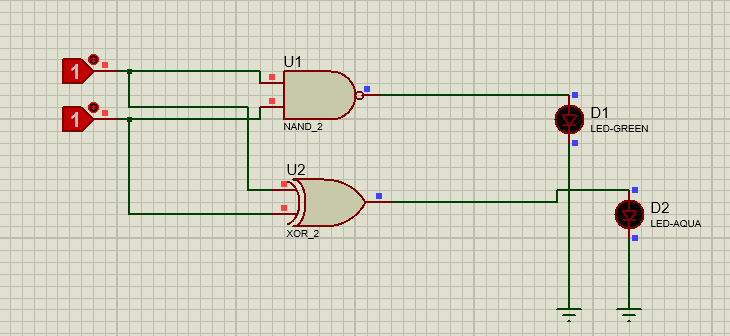 1
U1
NAND_2
D1
LED-GREEN
1
U2
XOR_2
D2
LED-AQUA